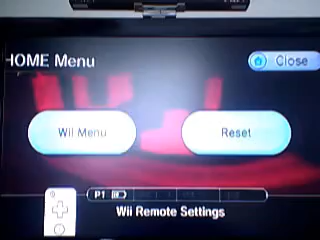 HOME Menu
Close
Wii Menu
Reset
P1
Wii Remote Settings